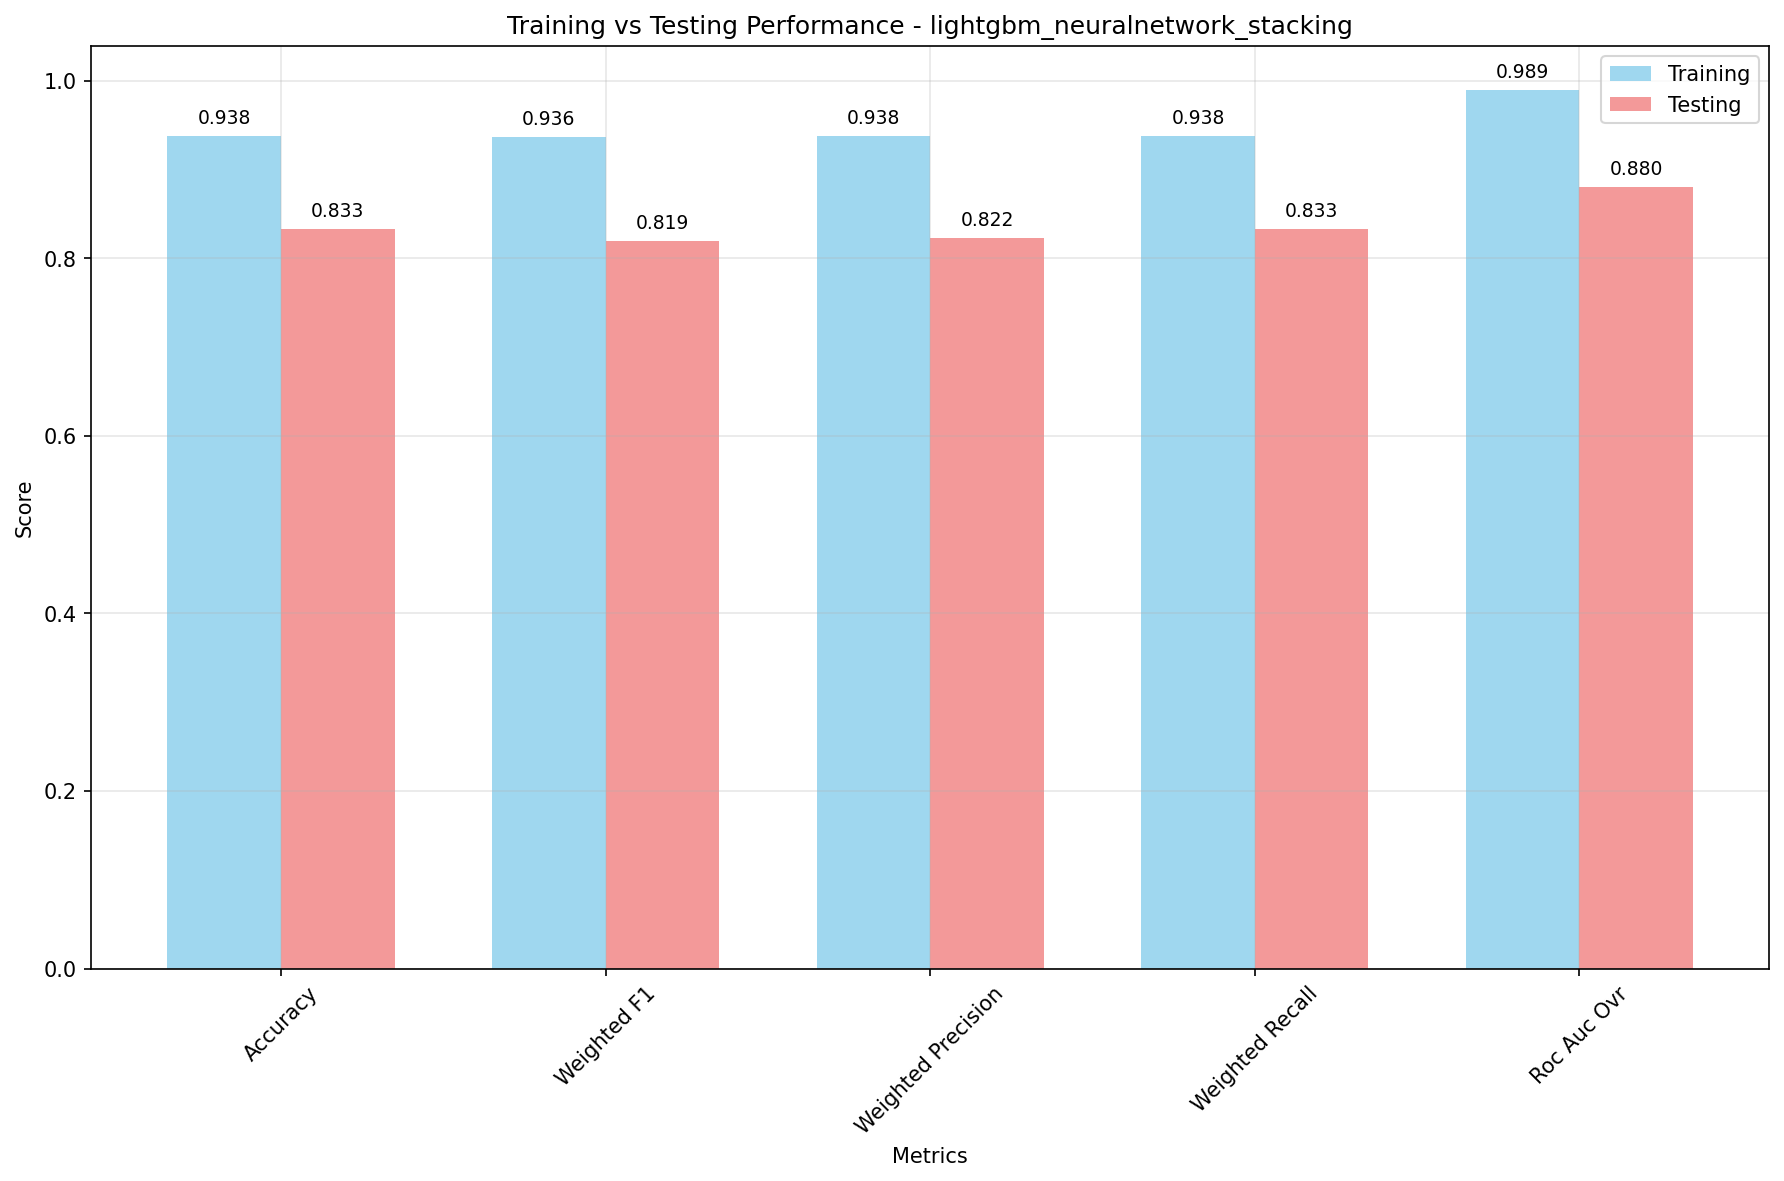 Training vs Testing Performance - lightgbm_neuralnetwork_stacking
Training
Testing
0.938
0.833
0.936
0.819
0.938
0.822
0.938
0.833
0.989
0.880
1.0
0.8
0.6
0.4
0.2
0.0
Score
Accuracy
Weighted F1
Weighted Precision
Weighted Recall
Roc Auc Ovr
Metrics